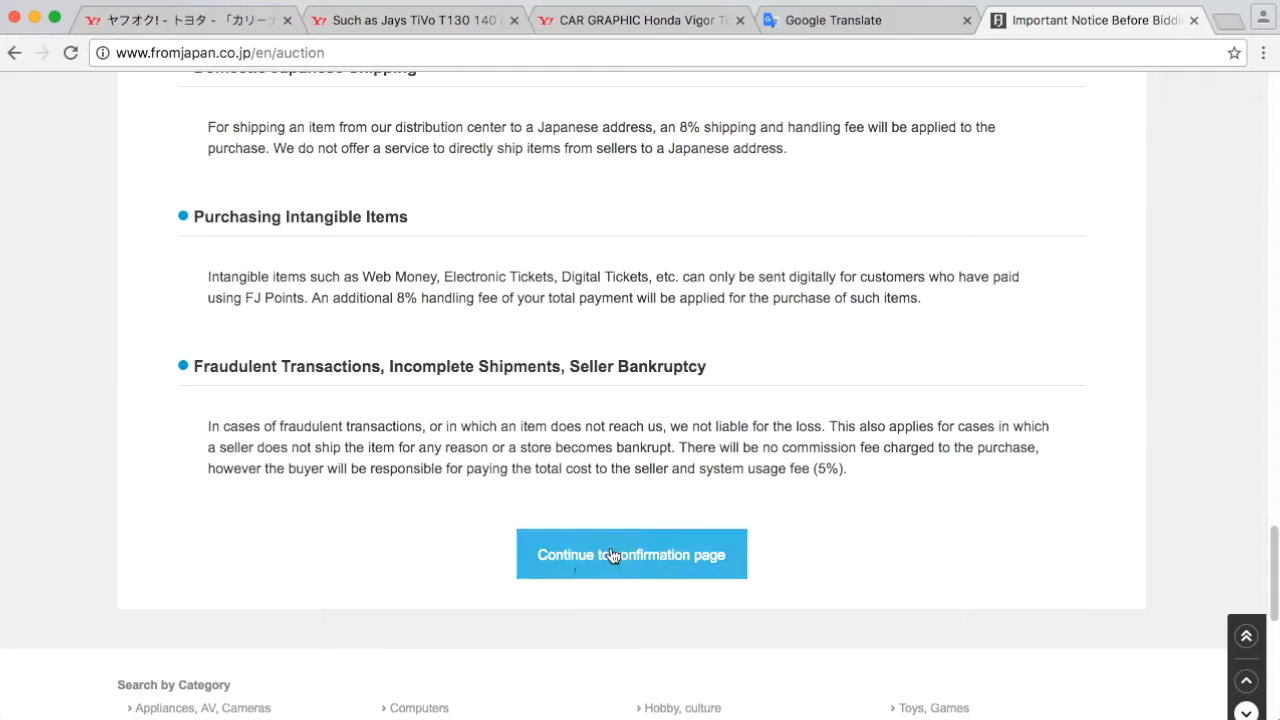 ヤフオク! - トヨタ - 「カリーナ
Such as Jays TiVo T130 140
CAR GRAPHIC Honda Vigor
Google Translate
Important Notice Before Biddi
www.fromjapan.co.jp/en/auction
Domestic Japanese Shipping
For shipping an item from our distribution center to a Japanese address, an 8% shipping and handling fee will be applied to the
purchase. We do not offer a service to directly ship items from sellers to a Japanese address.
Purchasing Intangible Items
Intangible items such as Web Money, Electronic Tickets, Digital Tickets, etc. can only be sent digitally for customers who have paid
using FJ Points. An additional 8% handling fee of your total payment will be applied for the purchase of such items.
Fraudulent Transactions, Incomplete Shipments, Seller Bankruptcy
In cases of fraudulent transactions, or in which an item does not reach us, we not liable for the loss. This also applies for cases in which
a seller does not ship the item for any reason or a store becomes bankrupt. There will be no commission fee charged to the purchase,
however the buyer will be responsible for paying the total cost to the seller and system usage fee (5%).
Continue to confirmation page
Search by Category
Appliances, AV, Cameras
Computers
Hobby, culture
Toys, Games